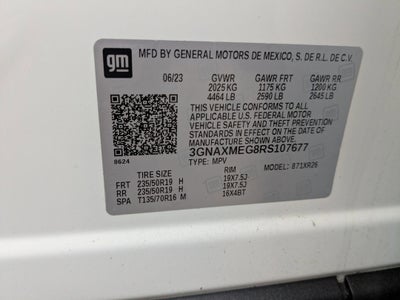 gm
MFD BY GENERAL MOTORS DE MEXICO, S. DE R.L. DE C.V.
06/23 GVWR GAWR FRT GAWR RR
2025 KG 1175 KG 1200 KG
4464 LB 2590 LB 2645 LB
THIS VEHICLE CONFORMS TO ALL
APPLICABLE U.S. FEDERAL MOTOR
VEHICLE SAFETY AND THEFT PREVENTION
STANDARDS IN EFFECT ON THE DATE OF
MANUFACTURE SHOWN ABOVE.
3GNAXMEG8RS107677
9624 TYPE: MPV MODEL: 871XR26
TIRE SIZE RIM
FRT 235/50R19 H 19X7.5J
RR 235/50R19 H 19X7.5J
SPA T135/70R16 M 16X4BT